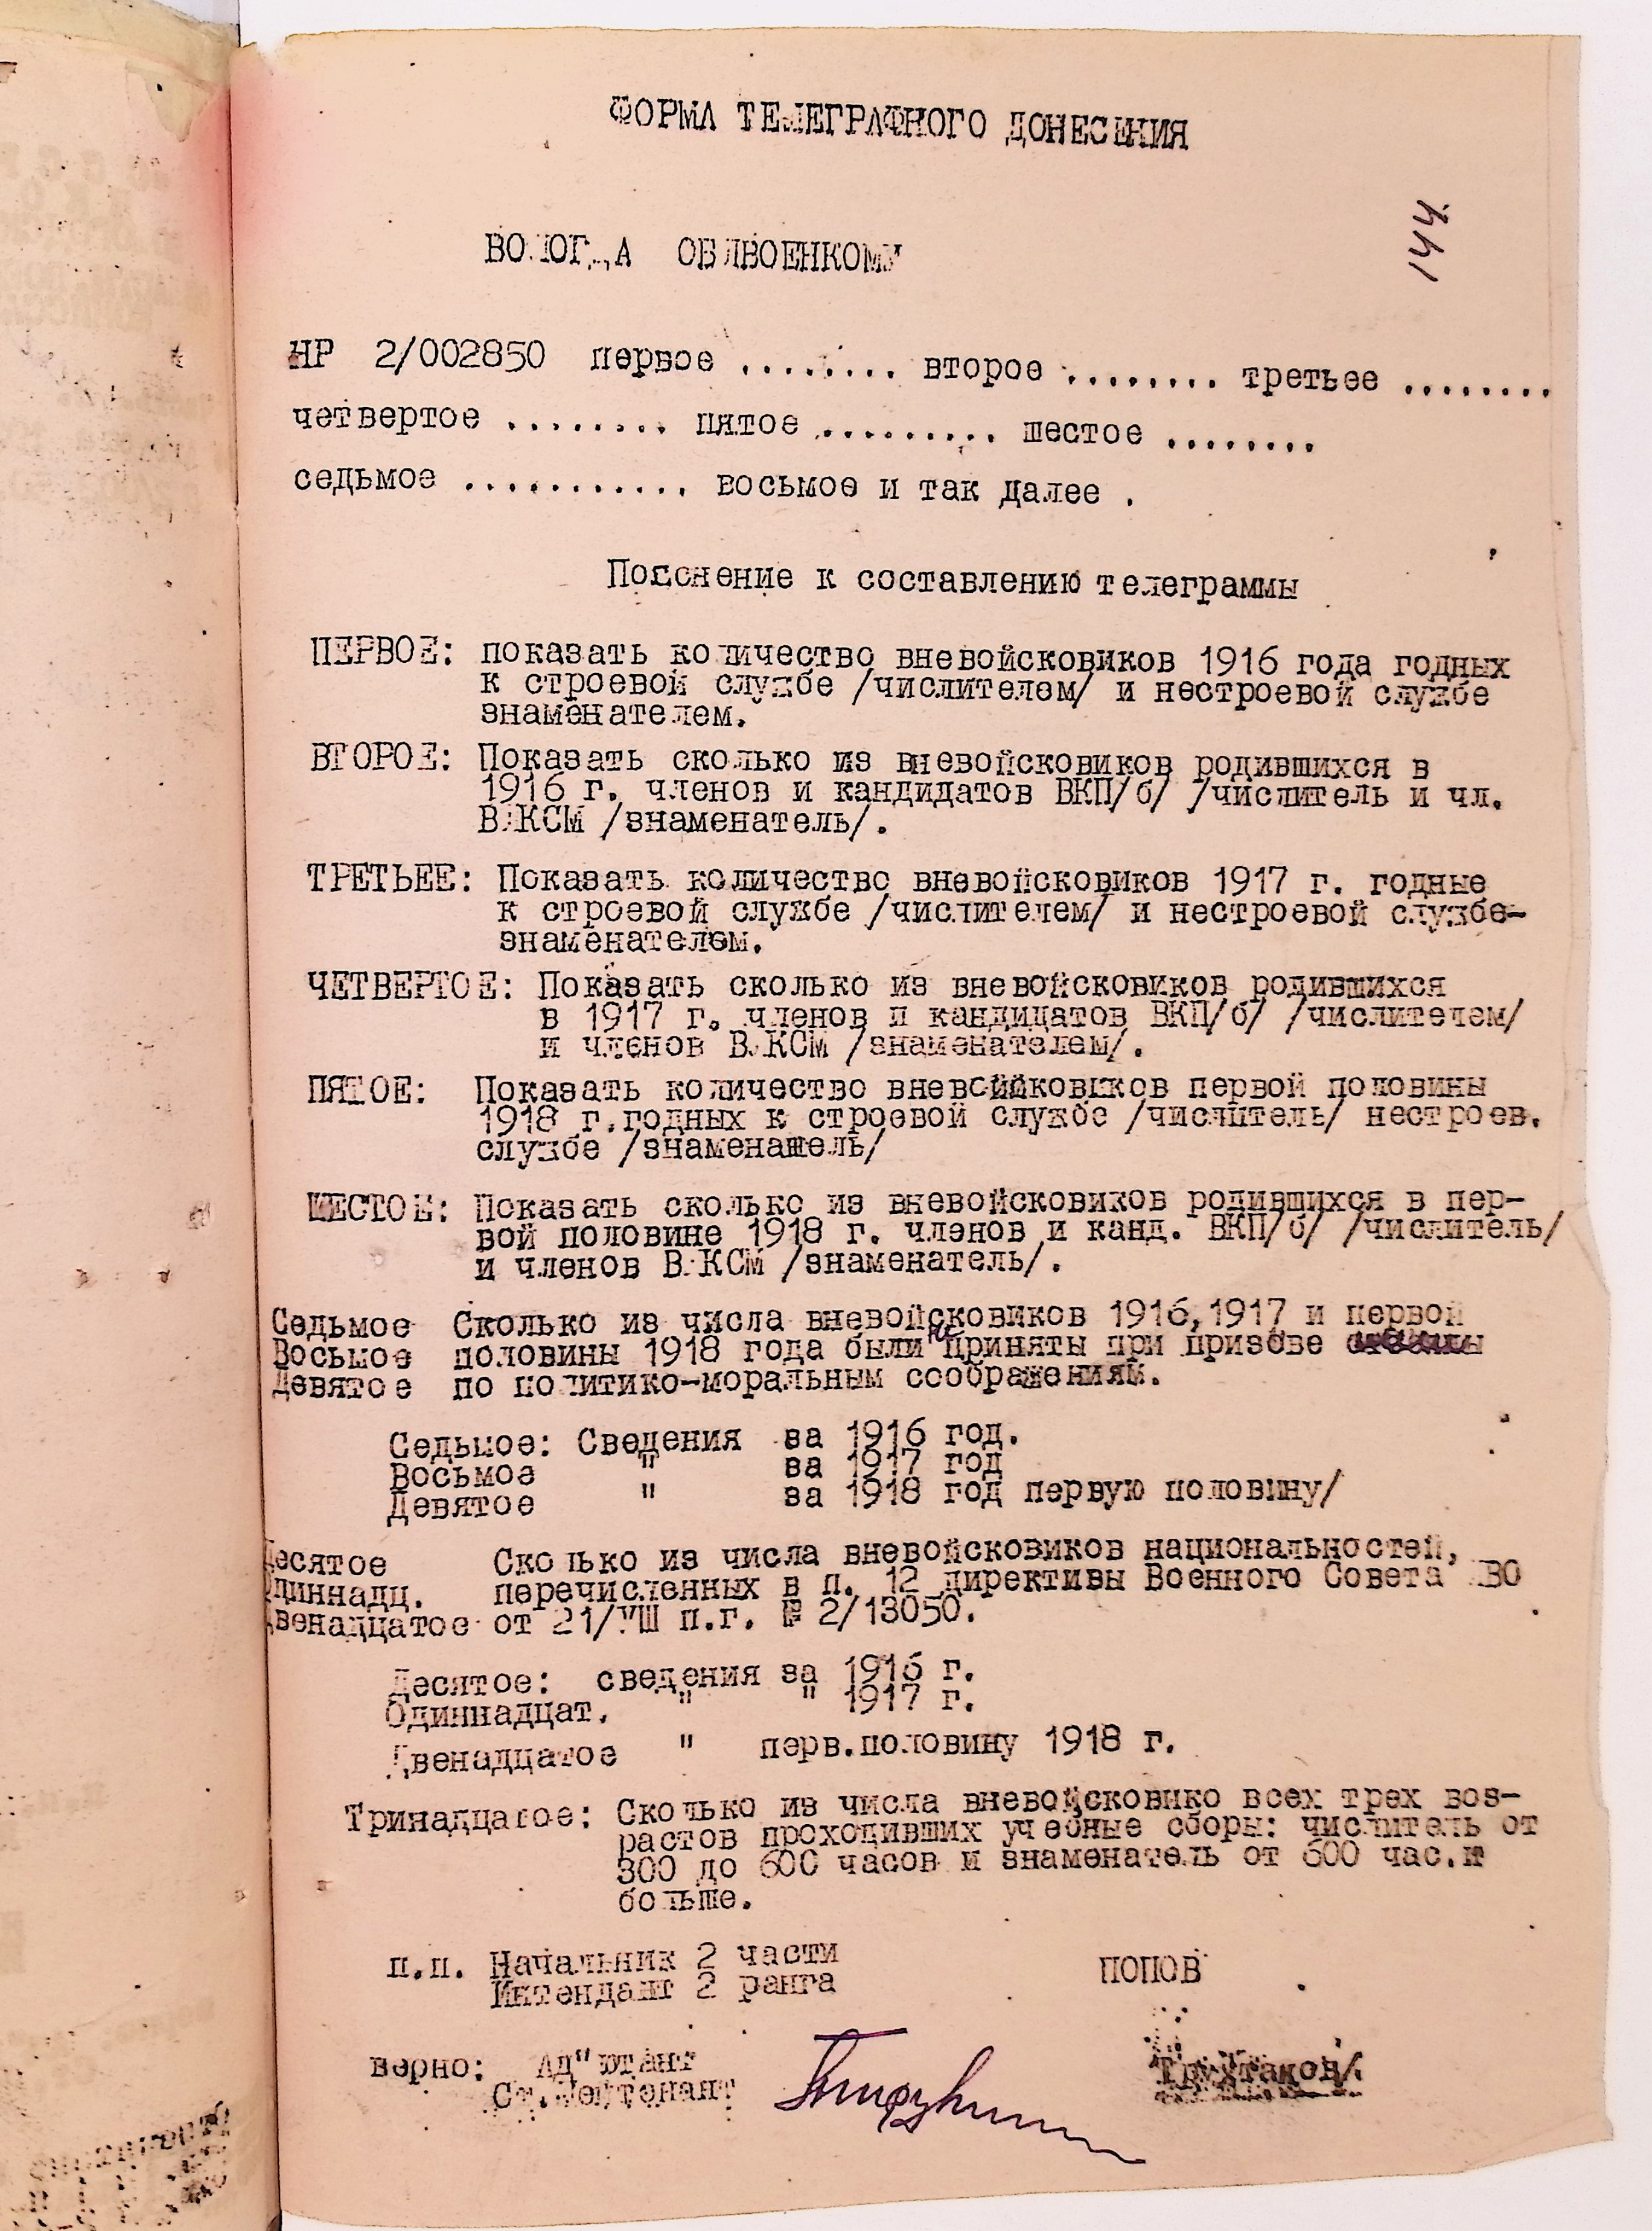 ФОРМА ТЕЛЕГРАФНОГО ДОНЕСЕНИЯ
144.
ВОЛОГДА ОБЛВОЕНКОМУ
НР 2/002850 первое ........ второе ........ третьее ........
четвертое ........ пятое .......... шестое ........
седьмое ............ восьмое и так далее .
Пояснение к составлению телеграммы
ПЕРВОЕ: показать количество вневойсковиков 1916 года годных
к строевой службе /числителем/ и нестроевой службе
знаменателем.
ВТОРОЕ: Показать сколько из вневойсковиков родившихся в
1916 г. членов и кандидатов ВКП/б/ /числитель и чл.
ВЛКСМ /знаменатель/.
ТРЕТЬЕЕ: Показать количество вневойсковиков 1917 г. годные
к строевой службе /числителем/ и нестроевой службе-
знаменателем.
ЧЕТВЕРТОЕ: Показать сколько из вневойсковиков родившихся
в 1917 г. членов и кандидатов ВКП/б/ /числителем/
и членов ВЛКСМ /знаменателем/.
ПЯТОЕ: Показать количество вневойсковиков первой половины
1918 г.годных к строевой службе /числитель/ нестроев.
службе /знаменатель/
ШЕСТОЕ: Показать сколько из вневойсковиков родившихся в пер-
вой половине 1918 г. членов и канд. ВКП/б/ /числитель/
и членов ВЛКСМ /знаменатель/.
Седьмое Сколько из числа вневойсковиков 1916,1917 и первой
Восьмое половины 1918 года были не приняты при призыве
Девятое по политико-моральным соображениям.
Седьмое: Сведения за 1916 год.
Восьмое " за 1917 год
Девятое " за 1918 год первую половину/
Десятое Сколько из числа вневойсковиков национальностей,
Одиннадц. перечисленных в п. 12 директивы Военного Совета ВО
Двенадцатое от 21/УШ п.г. № 2/13050.
Десятое: сведения за 1916 г.
Одиннадцат. " " 1917 г.
Двенадцатое " перв.половину 1918 г.
Тринадцатое: Сколько из числа вневойсковико всех трех воз-
растов проходивших учебные сборы: числитель от
300 до 600 часов и знаменатель от 600 час.и
больше.
п.п. Начальник 2 части ПОПОВ
Интендант 2 ранга
верно: Ад"ютант
Ст.лейтенант